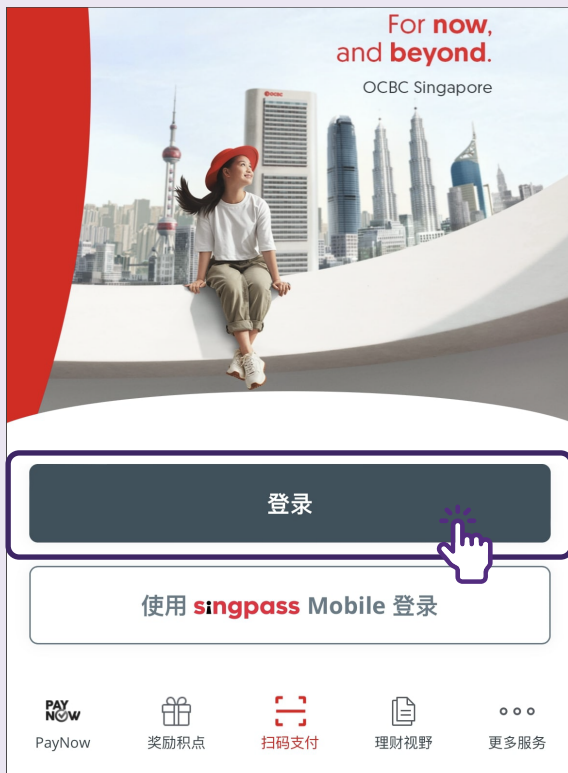 For now,
and beyond.
OCBC Singapore
OCBC
登录
使用 singpass Mobile 登录
PAY
NOW
PayNow
奖励积点
扫码支付
理财视野
更多服务